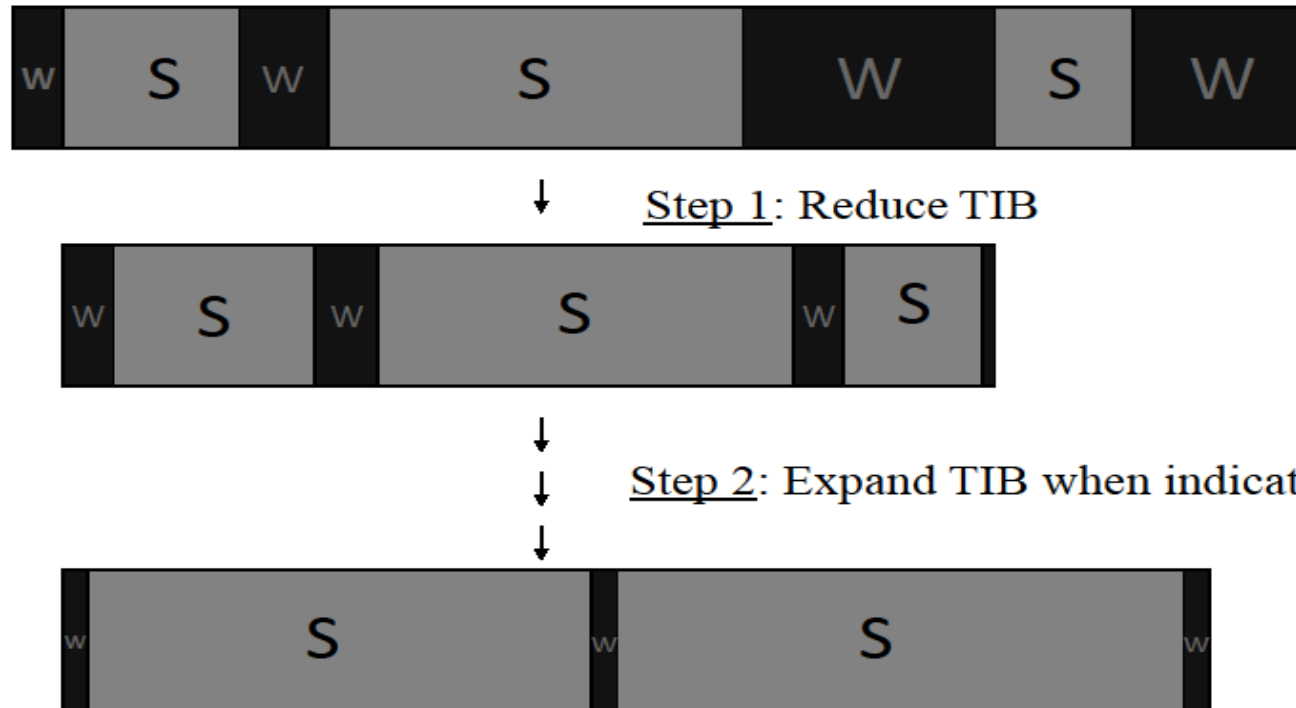 w S w S W S W
Step 1: Reduce TIB
w S w S w S
Step 2: Expand TIB when indicat
w S w S w